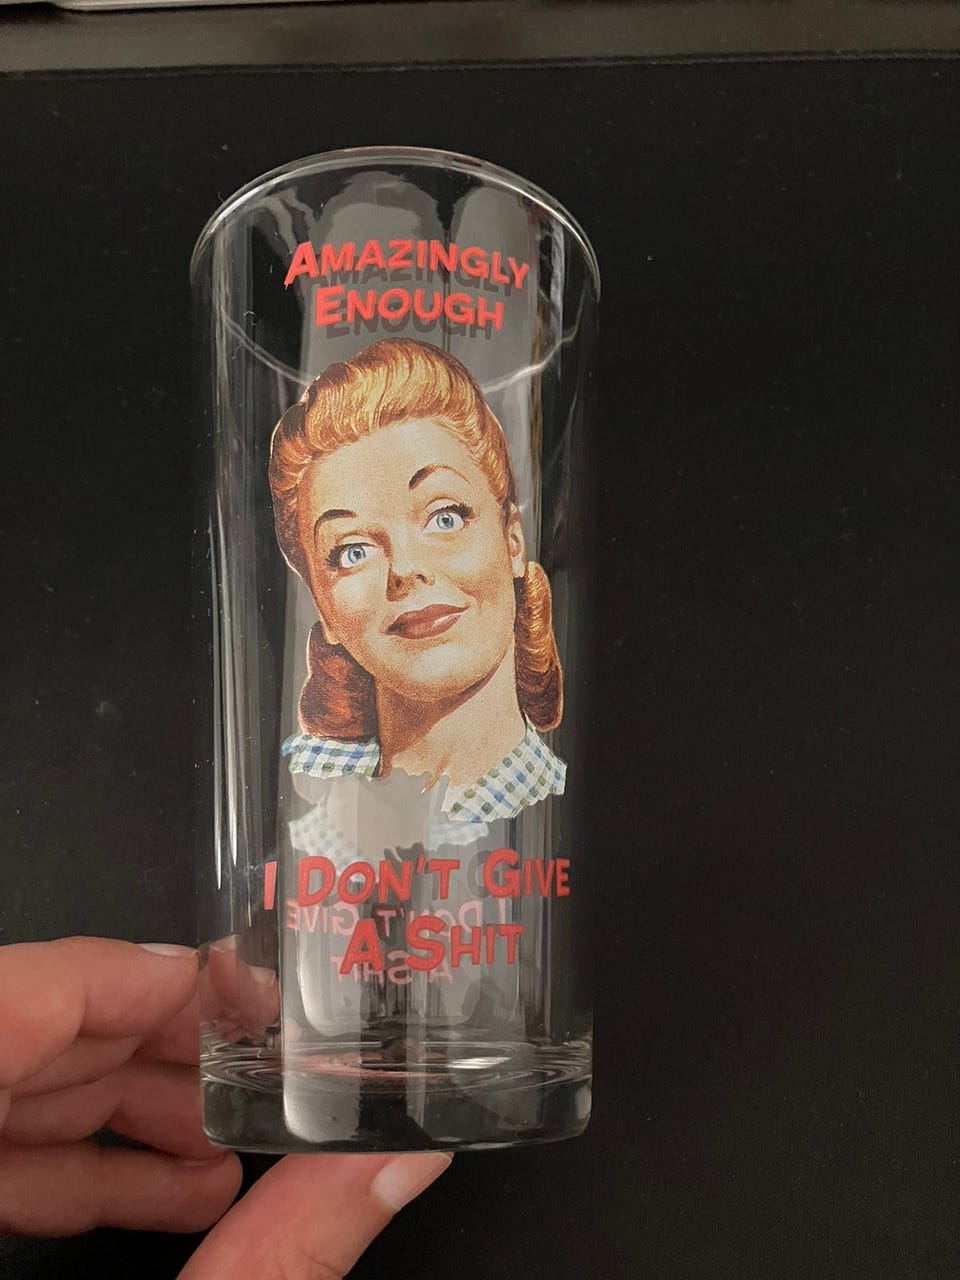 AMAZINGLY
ENOUGH
I DON'T GIVE
A SHIT